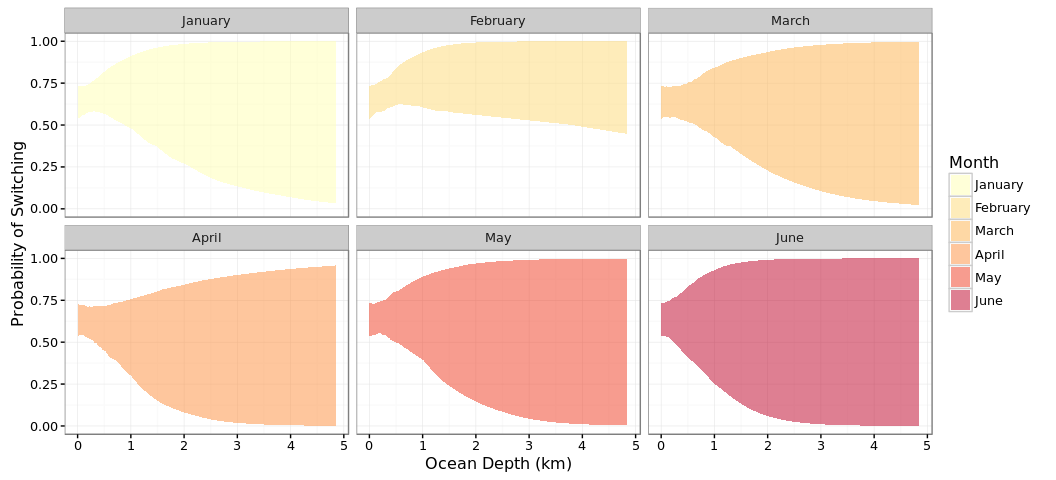 January
February
March
1.00
0.75
0.50
0.25
0.00
April
May
June
1.00
0.75
0.50
0.25
0.00
0 1 2 3 4 5
0 1 2 3 4 5
0 1 2 3 4 5
Ocean Depth (km)
Probability of Switching
Month
January
February
March
April
May
June